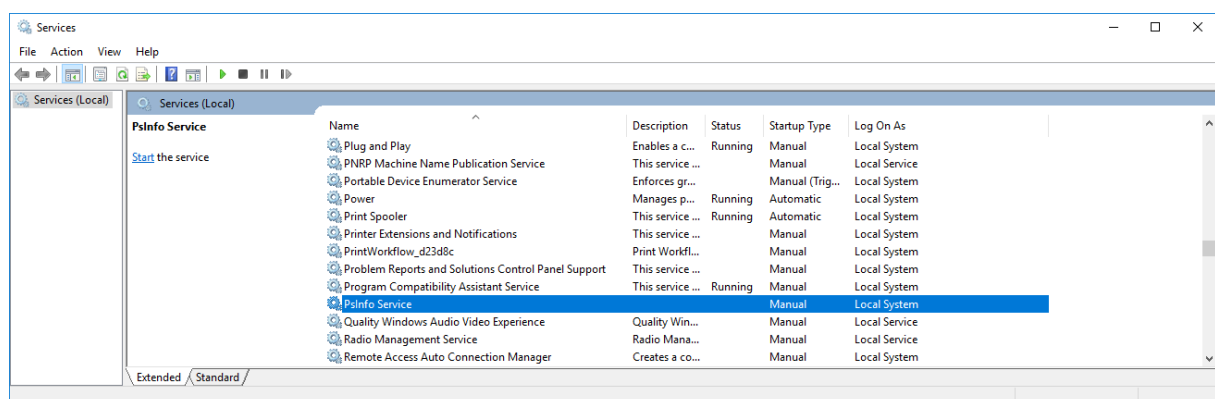 Services
File Action View Help
Services (Local)
Services (Local)
PsInfo Service
Start the service
Name Description Status Startup Type Log On As
Plug and Play Enables a c... Running Manual Local System
PNRP Machine Name Publication Service This service ... Manual Local Service
Portable Device Enumerator Service Enforces gr... Manual (Trig... Local System
Power Manages p... Running Automatic Local System
Print Spooler This service ... Running Automatic Local System
Printer Extensions and Notifications This service ... Manual Local System
PrintWorkflow_d23d8c Print Workfl... Manual Local System
Problem Reports and Solutions Control Panel Support This service ... Manual Local System
Program Compatibility Assistant Service This service ... Running Manual Local System
PsInfo Service Manual Local System
Quality Windows Audio Video Experience Quality Win... Manual Local Service
Radio Management Service Radio Mana... Manual Local Service
Remote Access Auto Connection Manager Creates a co... Manual Local System
Extended Standard